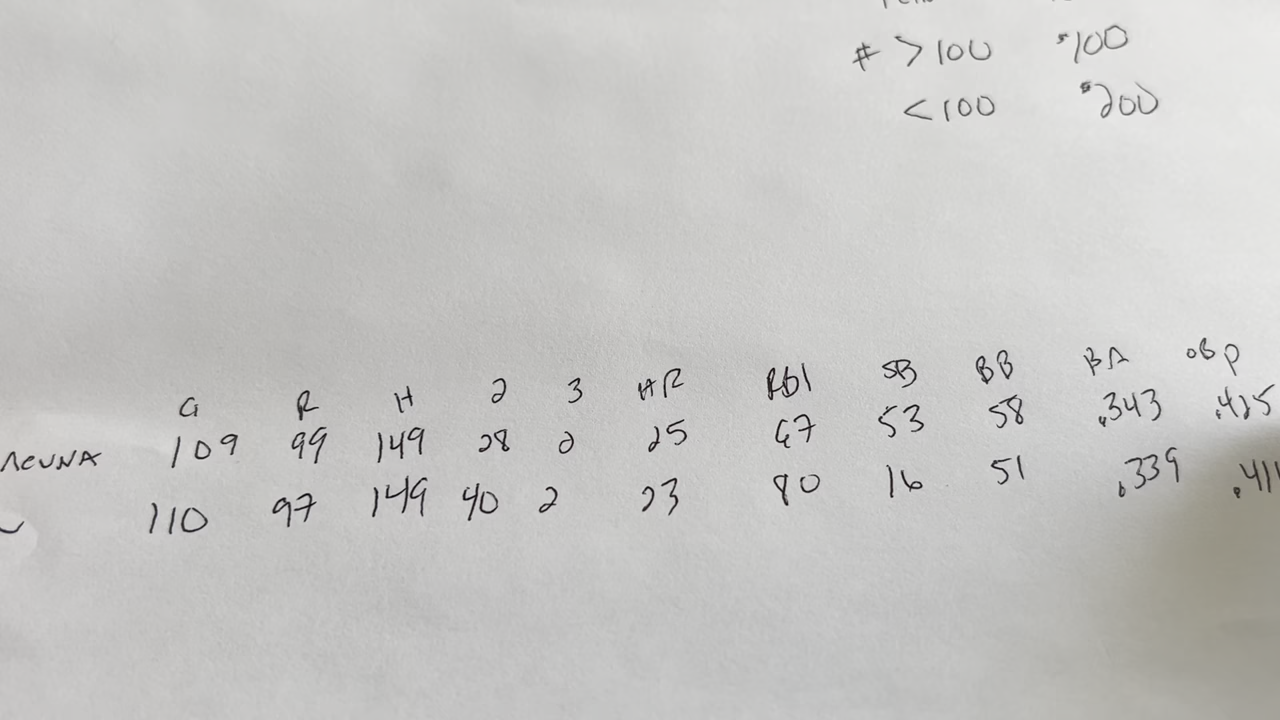 # >100 $100
<100 $200
G R H 2 3 HR RBI SB BB BA OBP
ACUNA 109 99 149 28 2 25 67 53 58 .343 .425
110 97 149 40 2 23 80 16 51 .339